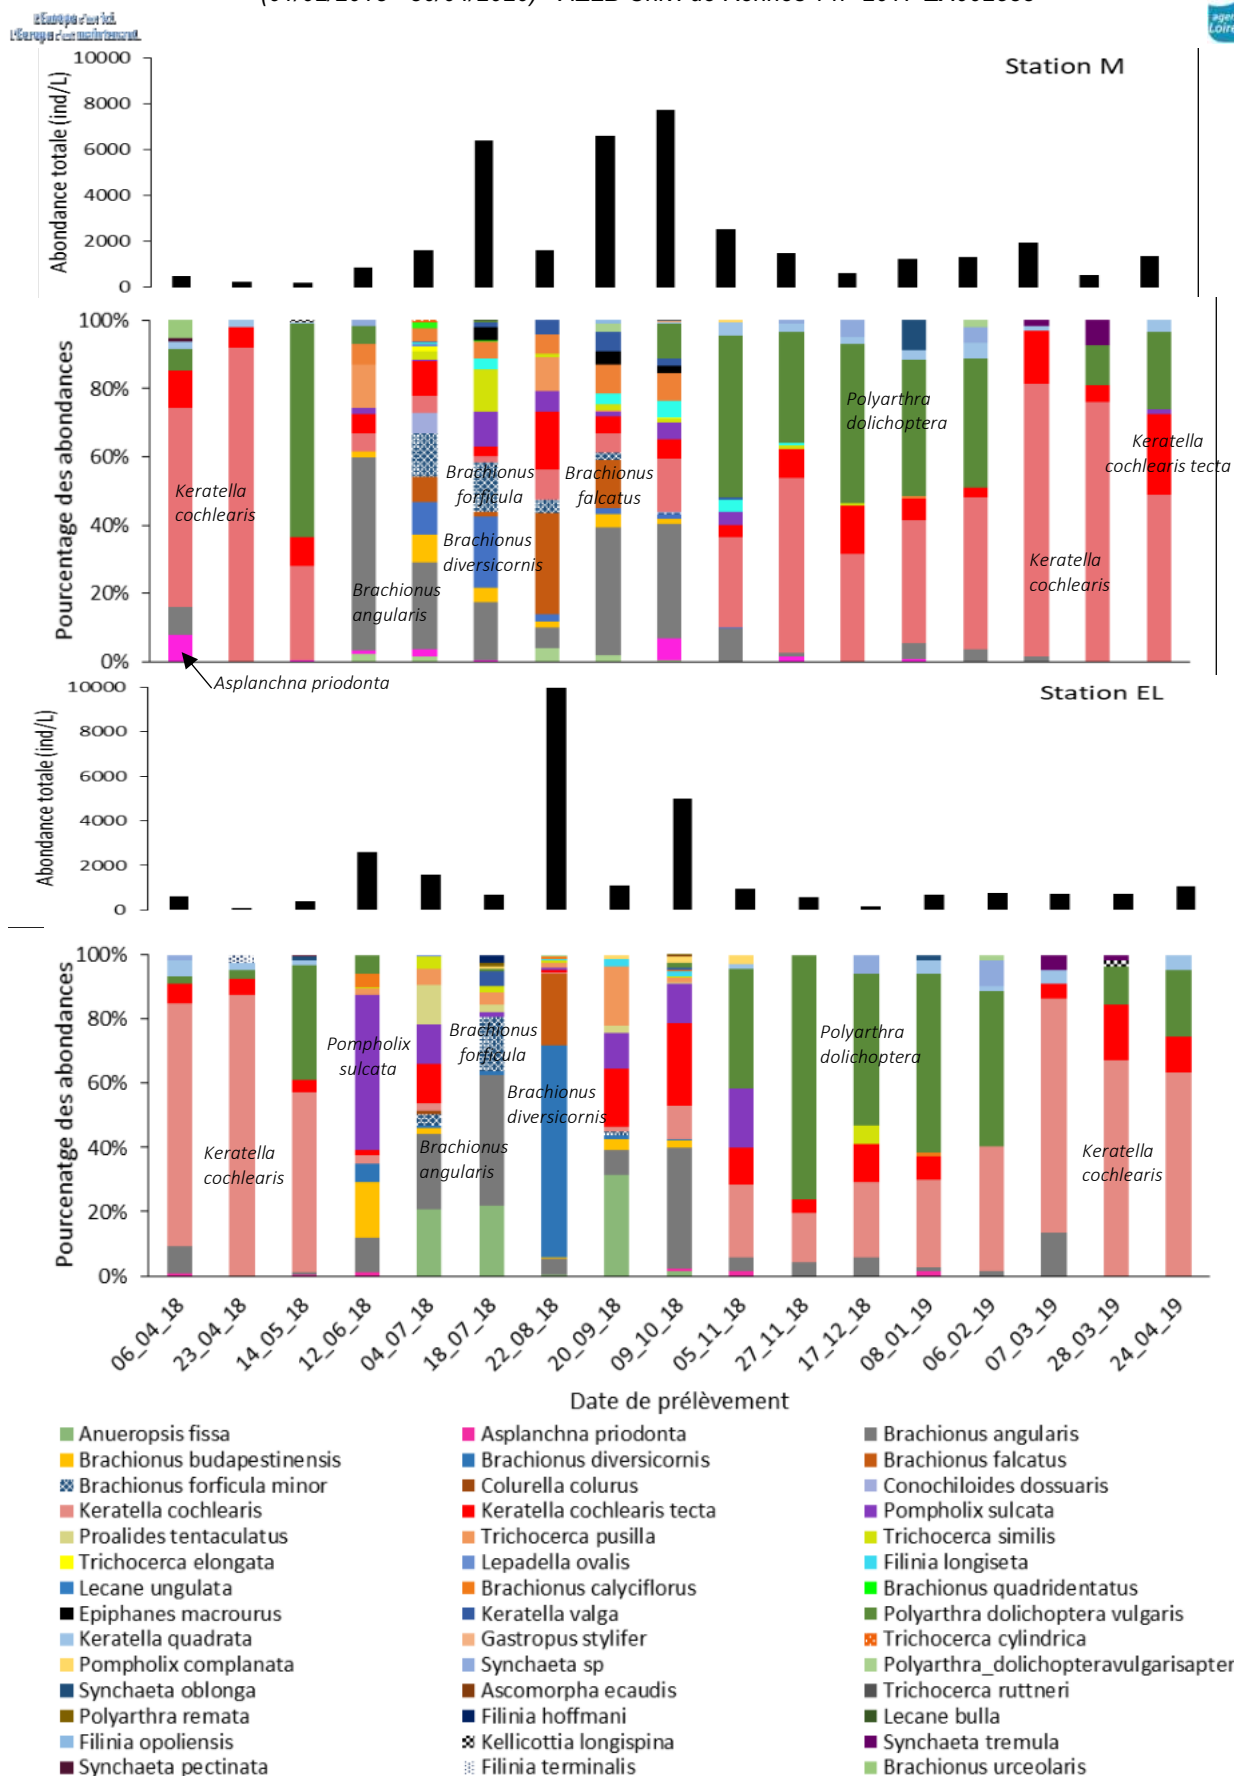 l'Europe c'est ici.
l'Europe c'est maintenant.
Station M
Abondance totale (ind/L)
10000
8000
6000
4000
2000
0
Pourcentage des abondances
100%
80%
60%
40%
20%
0%
Keratella
cochlearis
Brachionus
angularis
Brachionus
forficula
Brachionus
diversicornis
Brachionus
falcatus
Polyarthra
dolichoptera
Keratella
cochlearis
Keratella
cochlearis tecta
Asplanchna priodonta
Station EL
Abondance totale (ind/L)
10000
8000
6000
4000
2000
0
Pourcenatge des abondances
100%
80%
60%
40%
20%
0%
Keratella
cochlearis
Pompholix
sulcata
Brachionus
forficula
Brachionus
angularis
Brachionus
diversicornis
Polyarthra
dolichoptera
Keratella
cochlearis
06_04_18
23_04_18
14_05_18
12_06_18
04_07_18
18_07_18
22_08_18
20_09_18
09_10_18
05_11_18
27_11_18
17_12_18
08_01_19
06_02_19
07_03_19
28_03_19
24_04_19
Date de prélèvement
Anueropsis fissa
Asplanchna priodonta
Brachionus angularis
Brachionus budapestinensis
Brachionus diversicornis
Brachionus falcatus
Brachionus forficula minor
Colurella colurus
Conochiloides dossuaris
Keratella cochlearis
Keratella cochlearis tecta
Pompholix sulcata
Proalides tentaculatus
Trichocerca pusilla
Trichocerca similis
Trichocerca elongata
Lepadella ovalis
Filinia longiseta
Lecane ungulata
Brachionus calyciflorus
Brachionus quadridentatus
Epiphanes macrourus
Keratella valga
Polyarthra dolichoptera vulgaris
Keratella quadrata
Gastropus stylifer
Trichocerca cylindrica
Pompholix complanata
Synchaeta sp
Polyarthra_dolichopteravulgarisapter
Synchaeta oblonga
Ascomorpha ecaudis
Trichocerca ruttneri
Polyarthra remata
Filinia hoffmani
Lecane bulla
Filinia opoliensis
Kellicottia longispina
Synchaeta tremula
Synchaeta pectinata
Filinia terminalis
Brachionus urceolaris